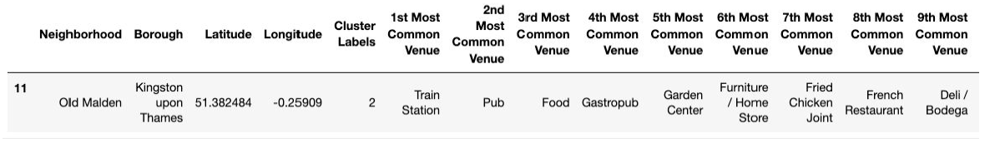 Neighborhood Borough Latitude Longitude Cluster Labels 1st Most Common Venue 2nd Most Common Venue 3rd Most Common Venue 4th Most Common Venue 5th Most Common Venue 6th Most Common Venue 7th Most Common Venue 8th Most Common Venue 9th Most Common Venue
11 Old Malden Kingston upon Thames 51.382484 -0.25909 2 Train Station Pub Food Gastropub Garden Center Furniture / Home Store Fried Chicken Joint French Restaurant Deli / Bodega